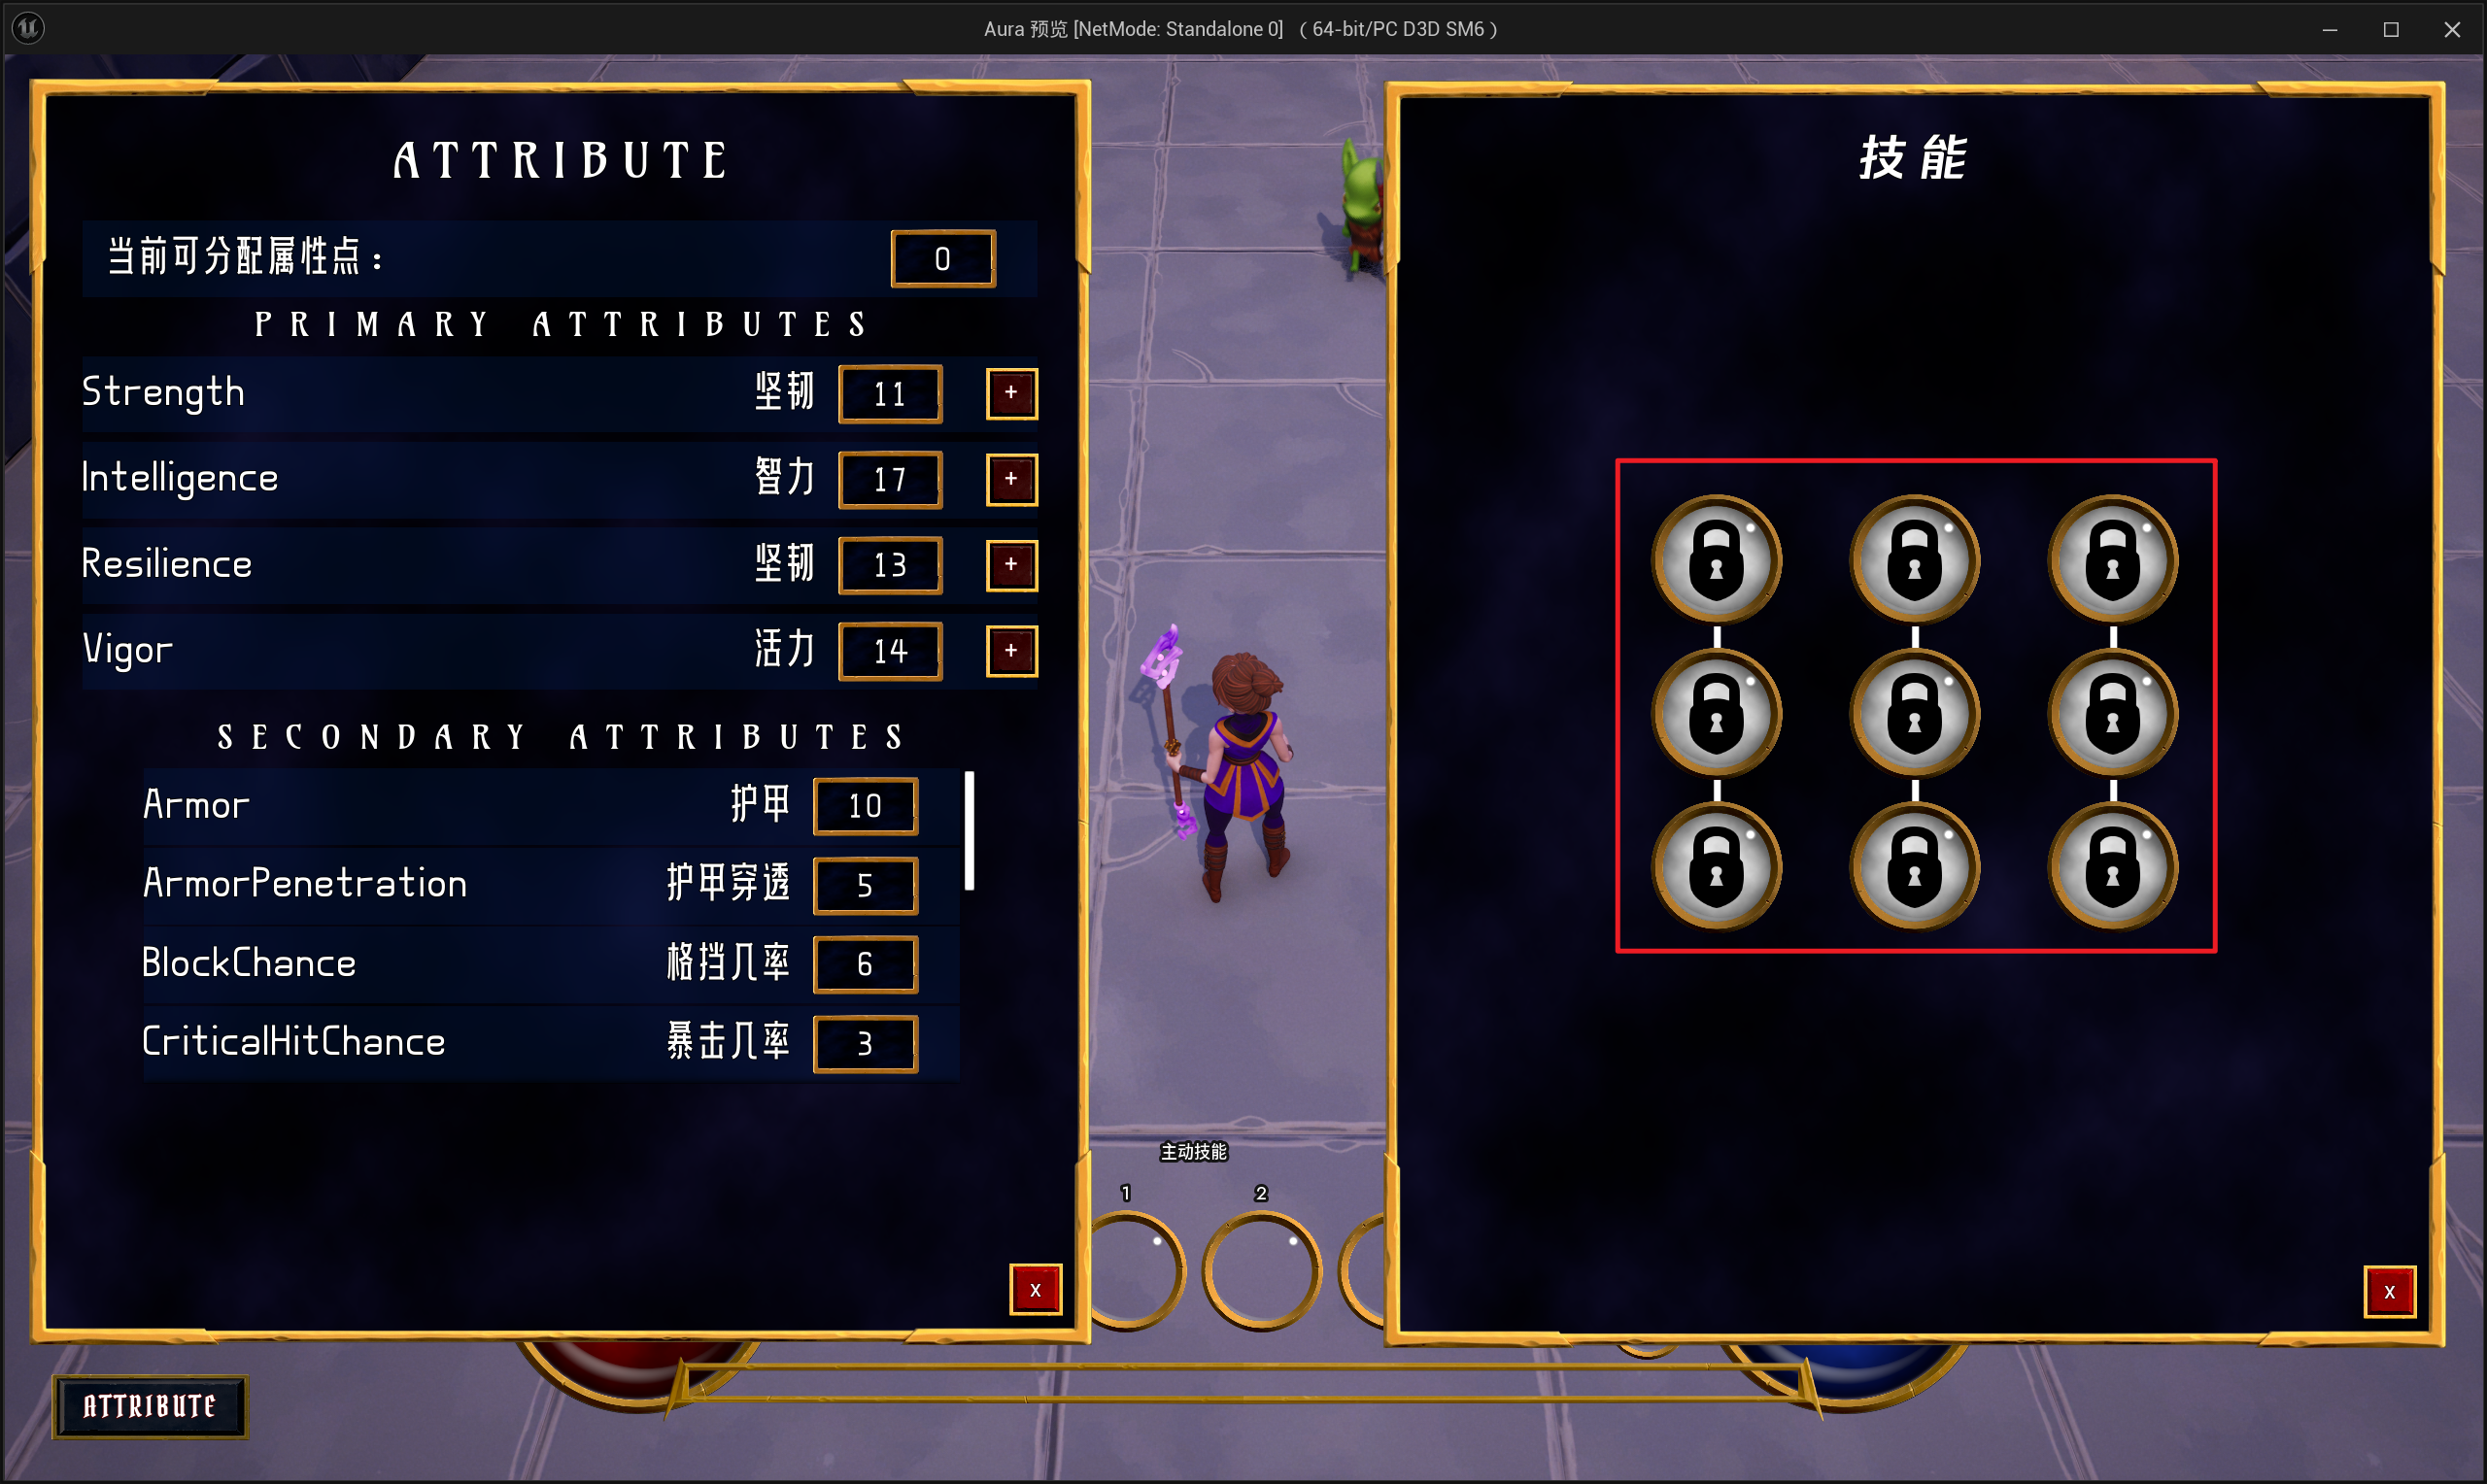 Aura 预览 [NetMode: Standalone 0] （64-bit/PC D3D SM6）
ATTRIBUTE
当前可分配属性点：
0
PRIMARY ATTRIBUTES
Strength 坚韧 11 +
Intelligence 智力 17 +
Resilience 坚韧 13 +
Vigor 活力 14 +
SECONDARY ATTRIBUTES
Armor 护甲 10
ArmorPenetration 护甲穿透 5
BlockChance 格挡几率 6
CriticalHitChance 暴击几率 3
X
ATTRIBUTE
主动技能
1 2
技能
X